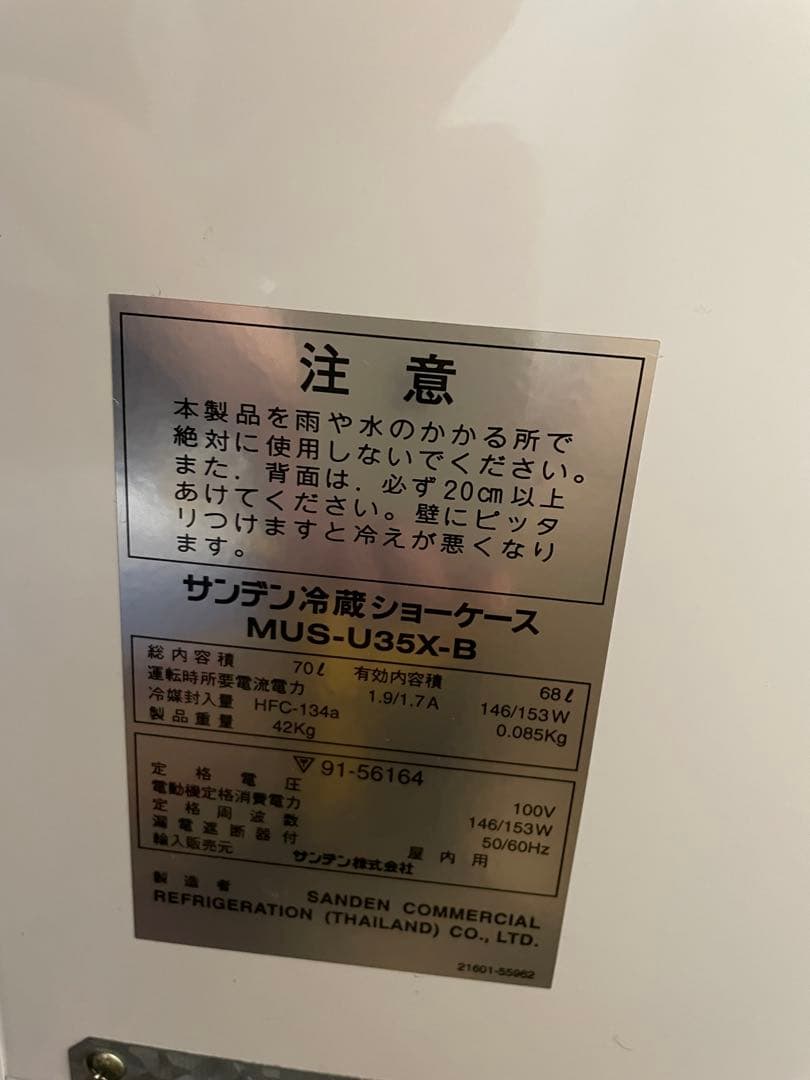 注意
本製品を雨や水のかかる所で
絶対に使用しないでください。
また．背面は．必ず20㎝以上
あけてください。壁にピッタ
リつけますと冷えが悪くなり
ます。
サンデン冷蔵ショーケース
MUS-U35X-B
総内容積 70ℓ 有効内容積 68ℓ
運転時所要電流電力 1.9/1.7A 146/153W
冷媒封入量 HFC-134a 0.085Kg
製品重量 42Kg
91-56164
定格電圧 100V
電動機定格消費電力 146/153W
定格周波数 50/60Hz
漏電遮断器付 屋内用
輸入販売元 サンデン株式会社
製造者 SANDEN COMMERCIAL
REFRIGERATION (THAILAND) CO., LTD.
21601-55962